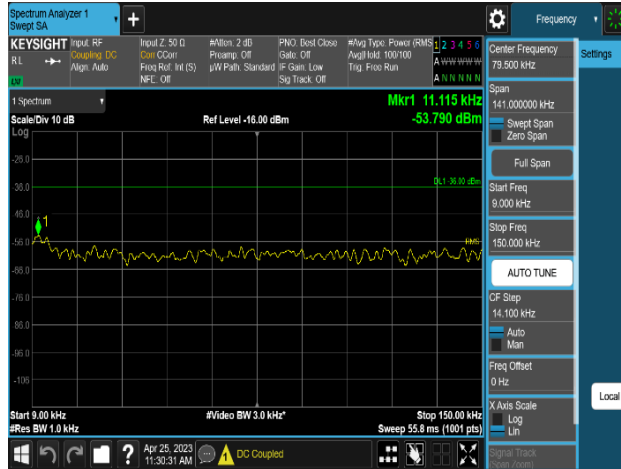 Spectrum Analyzer 1
Swept SA
Frequency
KEYSIGHT
Input: RF
Coupling: DC
Align: Auto
Input Z: 50 Ω
Corr CCorr
Freq Ref: Int (S)
NFE: Off
#Atten: 2 dB
Preamp: Off
µW Path: Standard
PNO: Best Close
Gate: Off
IF Gain: Low
Sig Track: Off
#Avg Type: Power (RMS
Avg|Hold: 100/100
Trig: Free Run
1 2 3 4 5 6
A W W W W W
A N N N N N
R L
LXI
1 Spectrum
Mkr1 11.115 kHz
Scale/Div 10 dB
Ref Level -16.00 dBm
-53.790 dBm
Log
-26.0
DL1 -36.00 dBm
-36.0
-46.0
1
-56.0
RMS
-66.0
-76.0
-86.0
-96.0
-106
Start 9.00 kHz
#Video BW 3.0 kHz*
Stop 150.00 kHz
#Res BW 1.0 kHz
Sweep 55.8 ms (1001 pts)
Center Frequency
79.500 kHz
Settings
Span
141.000000 kHz
Swept Span
Zero Span
Full Span
Start Freq
9.000 kHz
Stop Freq
150.000 kHz
AUTO TUNE
CF Step
14.100 kHz
Auto
Man
Freq Offset
0 Hz
Local
X Axis Scale
Log
Lin
Signal Track
(Span Zoom)
?
Apr 25, 2023
11:30:31 AM
DC Coupled